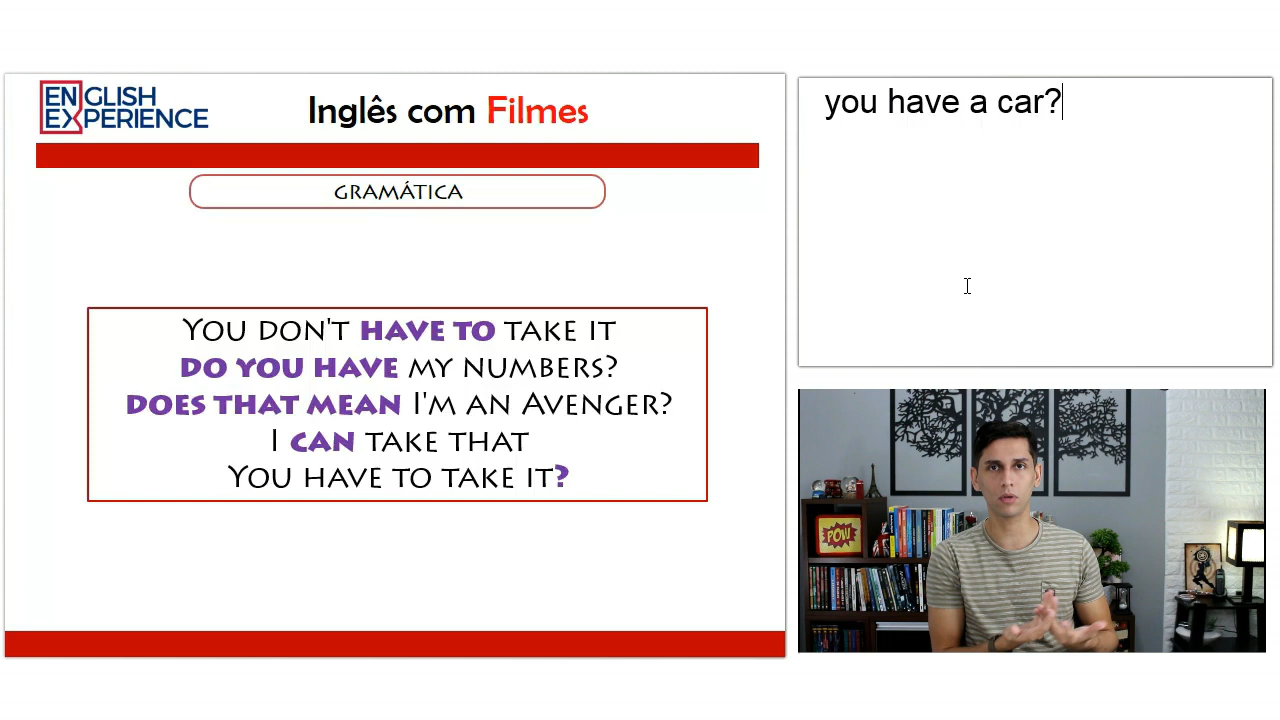 ENGLISH
EXPERIENCE
Inglês com Filmes
GRAMÁTICA
YOU DON'T HAVE TO TAKE IT
DO YOU HAVE MY NUMBERS?
DOES THAT MEAN I'M AN AVENGER?
I CAN TAKE THAT
YOU HAVE TO TAKE IT?
you have a car?
POW